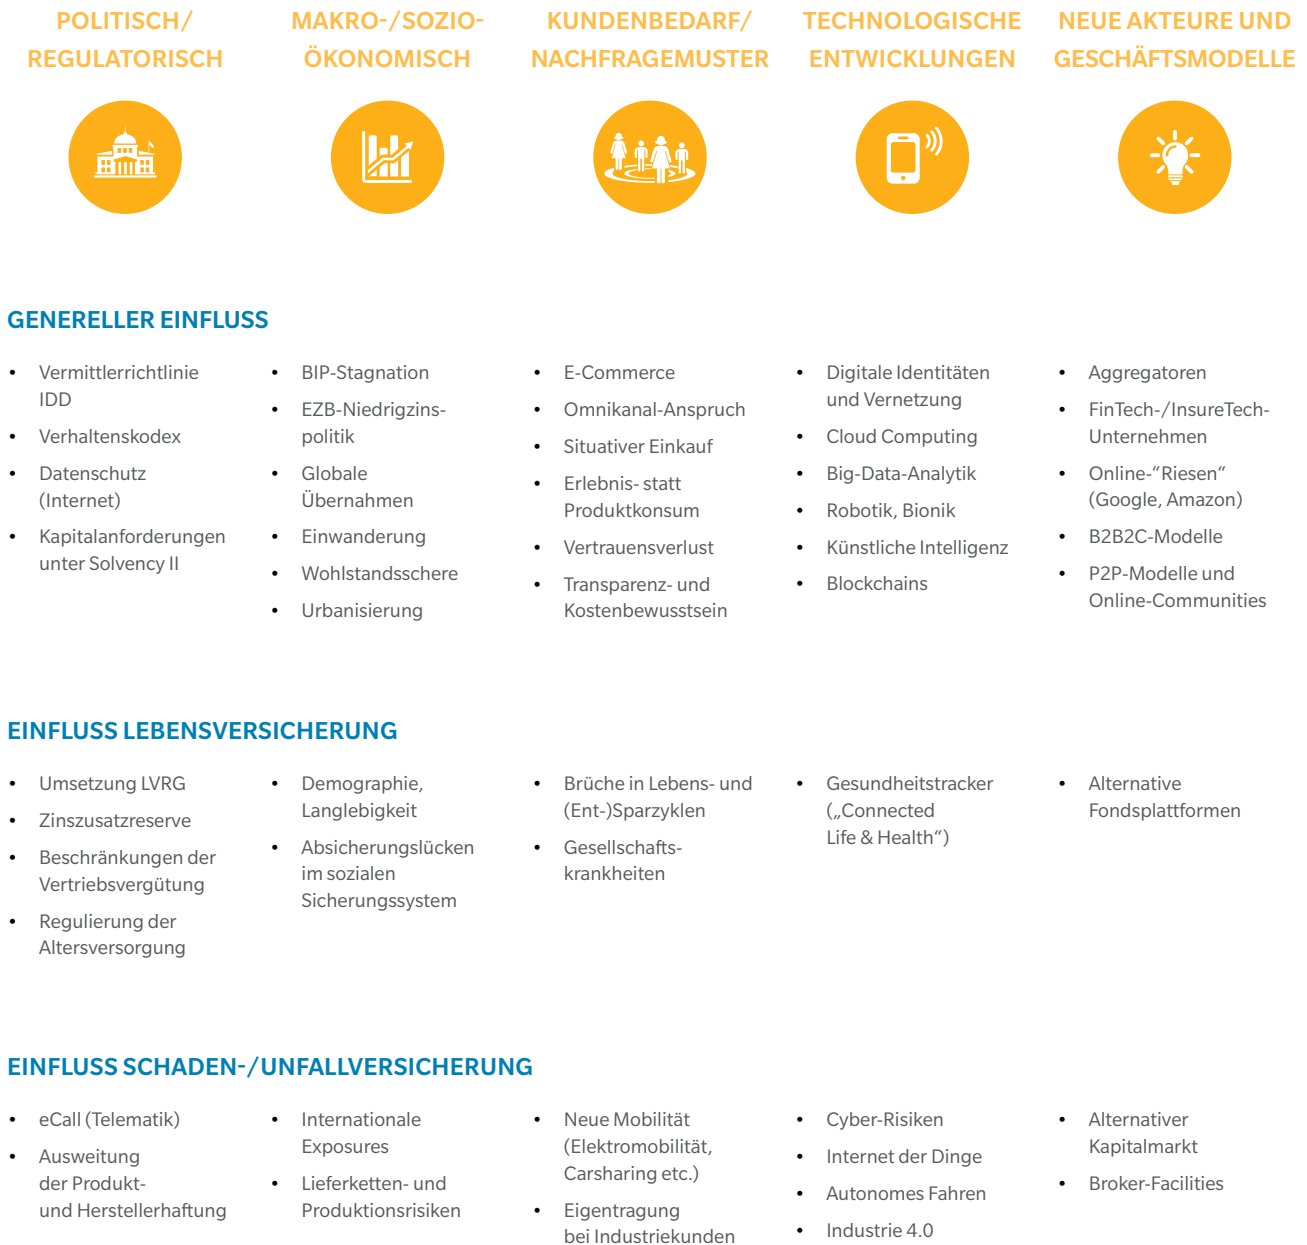 POLITISCH/
REGULATORISCH
MAKRO-/SOZIO-
ÖKONOMISCH
KUNDENBEDARF/
NACHFRAGEMUSTER
TECHNOLOGISCHE
ENTWICKLUNGEN
NEUE AKTEURE UND
GESCHÄFTSMODELLE
GENERELLER EINFLUSS
• Vermittlerrichtlinie
IDD
• Verhaltenskodex
• Datenschutz
(Internet)
• Kapitalanforderungen
unter Solvency II
• BIP-Stagnation
• EZB-Niedrigzins-
politik
• Globale
Übernahmen
• Einwanderung
• Wohlstandsschere
• Urbanisierung
• E-Commerce
• Omnikanal-Anspruch
• Situativer Einkauf
• Erlebnis- statt
Produktkonsum
• Vertrauensverlust
• Transparenz- und
Kostenbewusstsein
• Digitale Identitäten
und Vernetzung
• Cloud Computing
• Big-Data-Analytik
• Robotik, Bionik
• Künstliche Intelligenz
• Blockchains
• Aggregatoren
• FinTech-/InsureTech-
Unternehmen
• Online-“Riesen“
(Google, Amazon)
• B2B2C-Modelle
• P2P-Modelle und
Online-Communities
EINFLUSS LEBENSVERSICHERUNG
• Umsetzung LVRG
• Zinszusatzreserve
• Beschränkungen der
Vertriebsvergütung
• Regulierung der
Altersversorgung
• Demographie,
Langlebigkeit
• Absicherungslücken
im sozialen
Sicherungssystem
• Brüche in Lebens- und
(Ent-)Sparzyklen
• Gesellschafts-
krankheiten
• Gesundheitstracker
(„Connected
Life & Health“)
• Alternative
Fondsplattformen
EINFLUSS SCHADEN-/UNFALLVERSICHERUNG
• eCall (Telematik)
• Ausweitung
der Produkt-
und Herstellerhaftung
• Internationale
Exposures
• Lieferketten- und
Produktionsrisiken
• Neue Mobilität
(Elektromobilität,
Carsharing etc.)
• Eigentragung
bei Industriekunden
• Cyber-Risiken
• Internet der Dinge
• Autonomes Fahren
• Industrie 4.0
• Alternativer
Kapitalmarkt
• Broker-Facilities